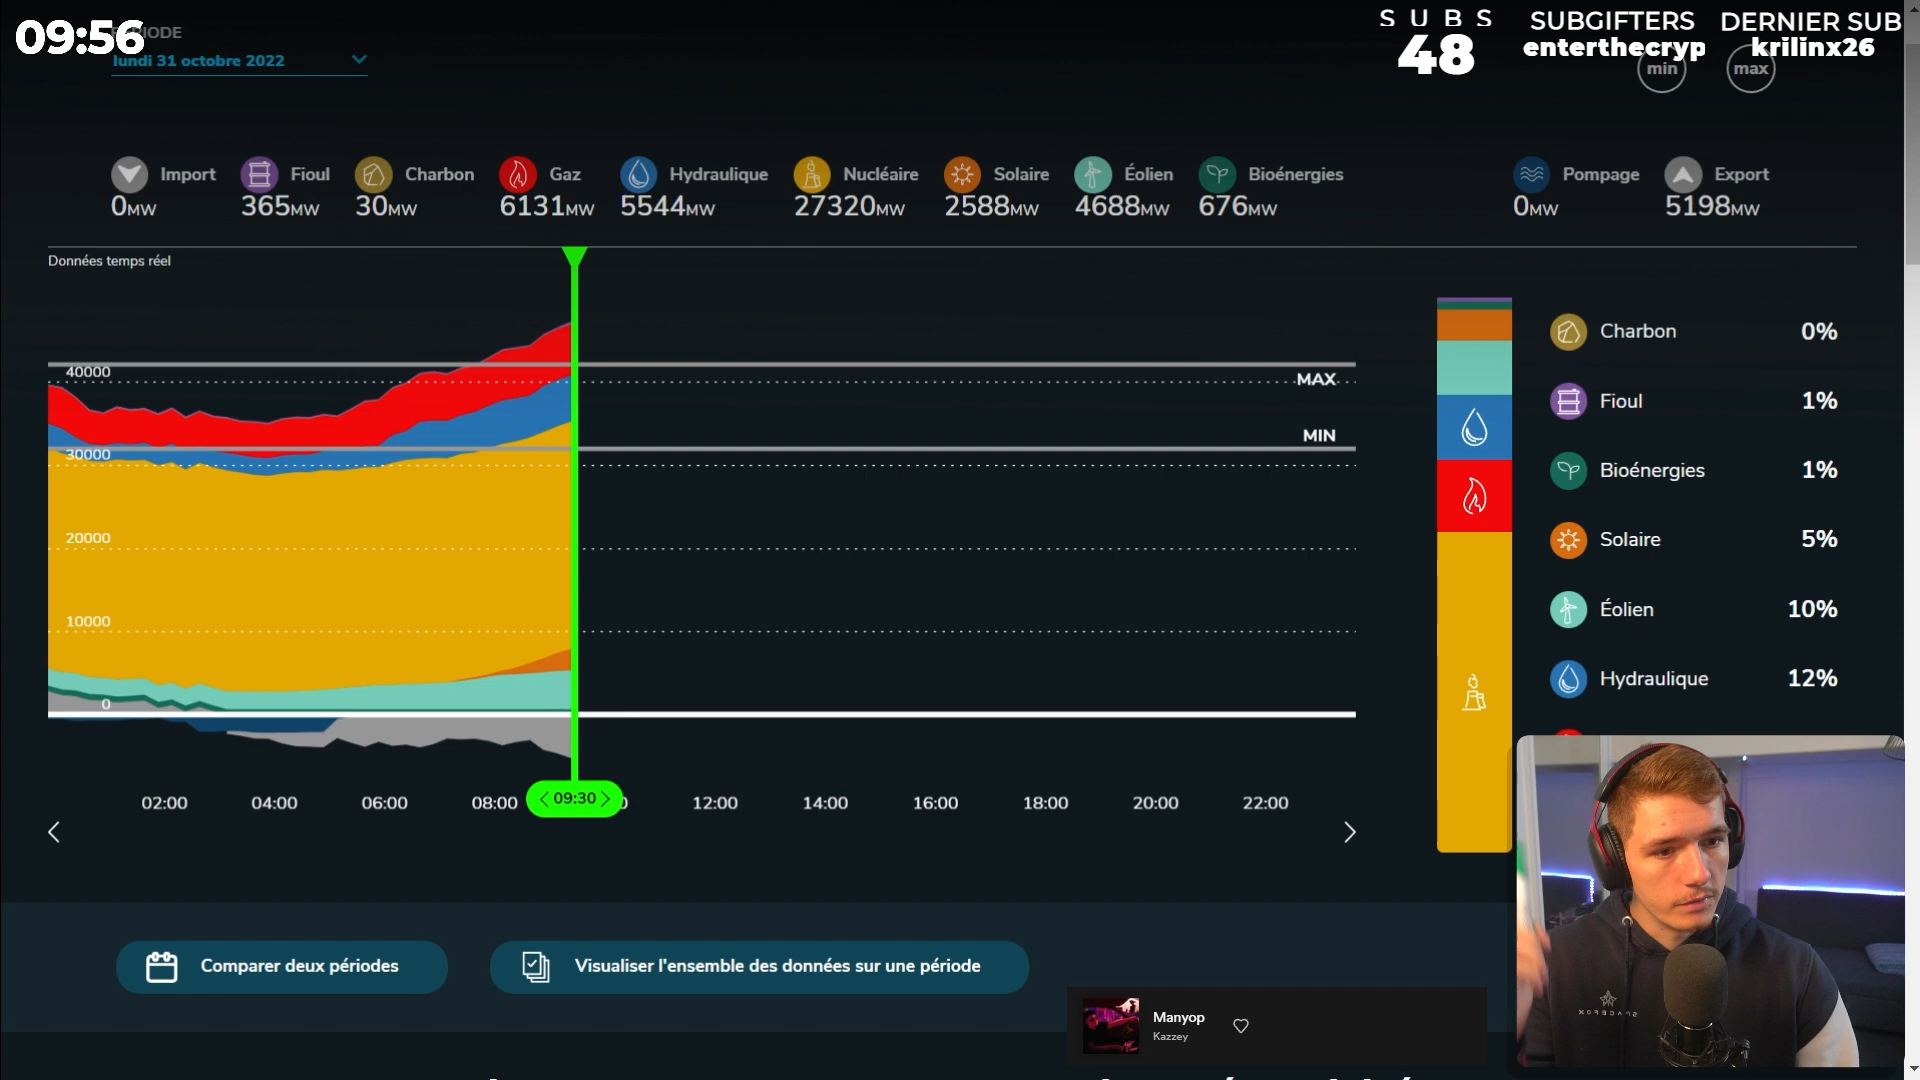 09:56
lundi 31 octobre 2022
SUBS
48
SUBGIFTERS
enterthecryp
DERNIER SUB
krilinx26
min
max
Import
0MW
Fioul
365MW
Charbon
30MW
Gaz
6131MW
Hydraulique
5544MW
Nucléaire
27320MW
Solaire
2588MW
Éolien
4688MW
Bioénergies
676MW
Pompage
0MW
Export
5198MW
Données temps réel
40000
MAX
MIN
30000
20000
10000
0
02:00
04:00
06:00
08:00
09:30
12:00
14:00
16:00
18:00
20:00
22:00
Charbon 0%
Fioul 1%
Bioénergies 1%
Solaire 5%
Éolien 10%
Hydraulique 12%
Comparer deux périodes
Visualiser l'ensemble des données sur une période
Manyop
Kazzey